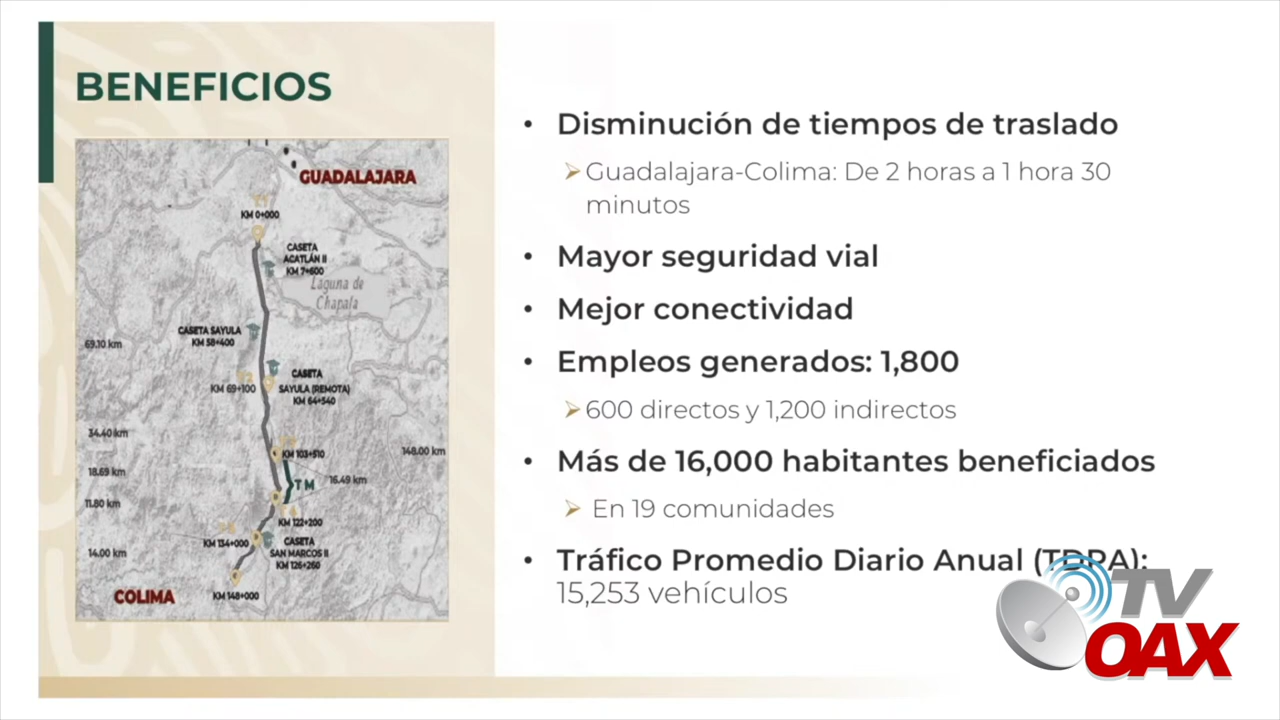 BENEFICIOS
GUADALAJARA
KM 0+000
CASETA
ACATLÁN II
KM 7+600
Laguna de
Chapala
CASETA SAYULA
KM 58+400
69.10 km
CASETA
SAYULA (REMOTA)
KM 64+540
KM 69+100
34.40 km
KM 103+510
148.00 km
18.69 km
16.49 km
TM
11.80 km
KM 122+200
KM 134+000
CASETA
SAN MARCOS II
KM 126+260
14.00 km
COLIMA
KM 148+000
• Disminución de tiempos de traslado
➢ Guadalajara-Colima: De 2 horas a 1 hora 30
minutos
• Mayor seguridad vial
• Mejor conectividad
• Empleos generados: 1,800
➢ 600 directos y 1,200 indirectos
• Más de 16,000 habitantes beneficiados
➢ En 19 comunidades
• Tráfico Promedio Diario Anual (TDPA):
15,253 vehículos
TV
OAX